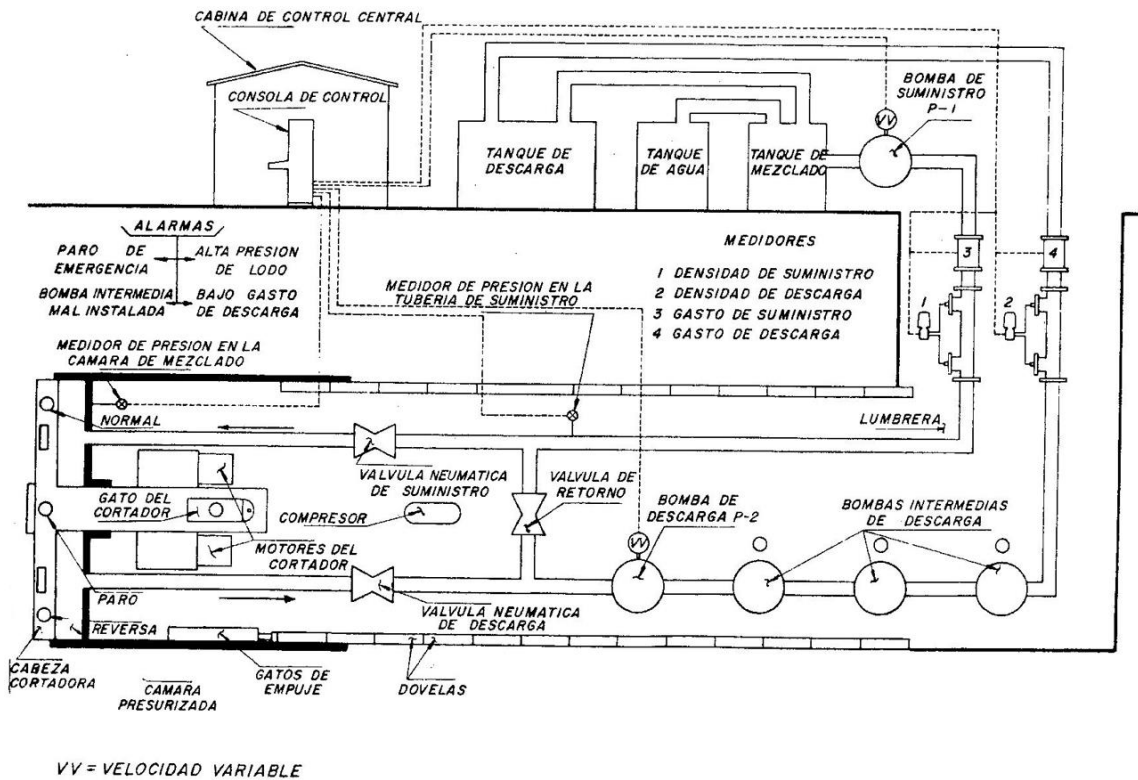 CABINA DE CONTROL CENTRAL
CONSOLA DE CONTROL
BOMBA DE
SUMINISTRO
P-1
VV
TANQUE DE
DESCARGA
TANQUE
DE AGUA
TANQUE DE
MEZCLADO
ALARMAS
PARO DE
EMERGENCIA
ALTA PRESION
DE LODO
BOMBA INTERMEDIA
MAL INSTALADA
BAJO GASTO
DE DESCARGA
MEDIDORES
1 DENSIDAD DE SUMINISTRO
2 DENSIDAD DE DESCARGA
3 GASTO DE SUMINISTRO
4 GASTO DE DESCARGA
3
4
1
2
MEDIDOR DE PRESION EN LA
TUBERIA DE SUMINISTRO
MEDIDOR DE PRESION EN LA
CAMARA DE MEZCLADO
NORMAL
LUMBRERA
VALVULA NEUMATICA
DE SUMINISTRO
VALVULA DE
RETORNO
GATO DEL
CORTADOR
COMPRESOR
BOMBA DE
DESCARGA P-2
BOMBAS INTERMEDIAS
DE DESCARGA
MOTORES DEL
CORTADOR
VV
PARO
VALVULA NEUMATICA
DE DESCARGA
REVERSA
CABEZA
CORTADORA
CAMARA
PRESURIZADA
GATOS DE
EMPUJE
DOVELAS
VV = VELOCIDAD VARIABLE